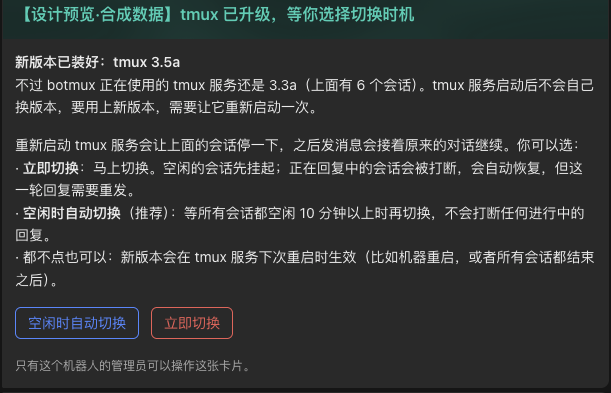 【设计预览·合成数据】tmux 已升级，等你选择切换时机
新版本已装好：tmux 3.5a
不过 botmux 正在使用的 tmux 服务还是 3.3a（上面有 6 个会话）。tmux 服务启动后不会自己
换版本，要用上新版本，需要让它重新启动一次。
重新启动 tmux 服务会让上面的会话停一下，之后发消息会接着原来的对话继续。你可以选：
· 立即切换：马上切换。空闲的会话先挂起；正在回复中的会话会被打断，会自动恢复，但这
一轮回复需要重发。
· 空闲时自动切换（推荐）：等所有会话都空闲 10 分钟以上时再切换，不会打断任何进行中的
回复。
· 都不点也可以：新版本会在 tmux 服务下次重启时生效（比如机器重启，或者所有会话都结束
之后）。
空闲时自动切换 立即切换
只有这个机器人的管理员可以操作这张卡片。